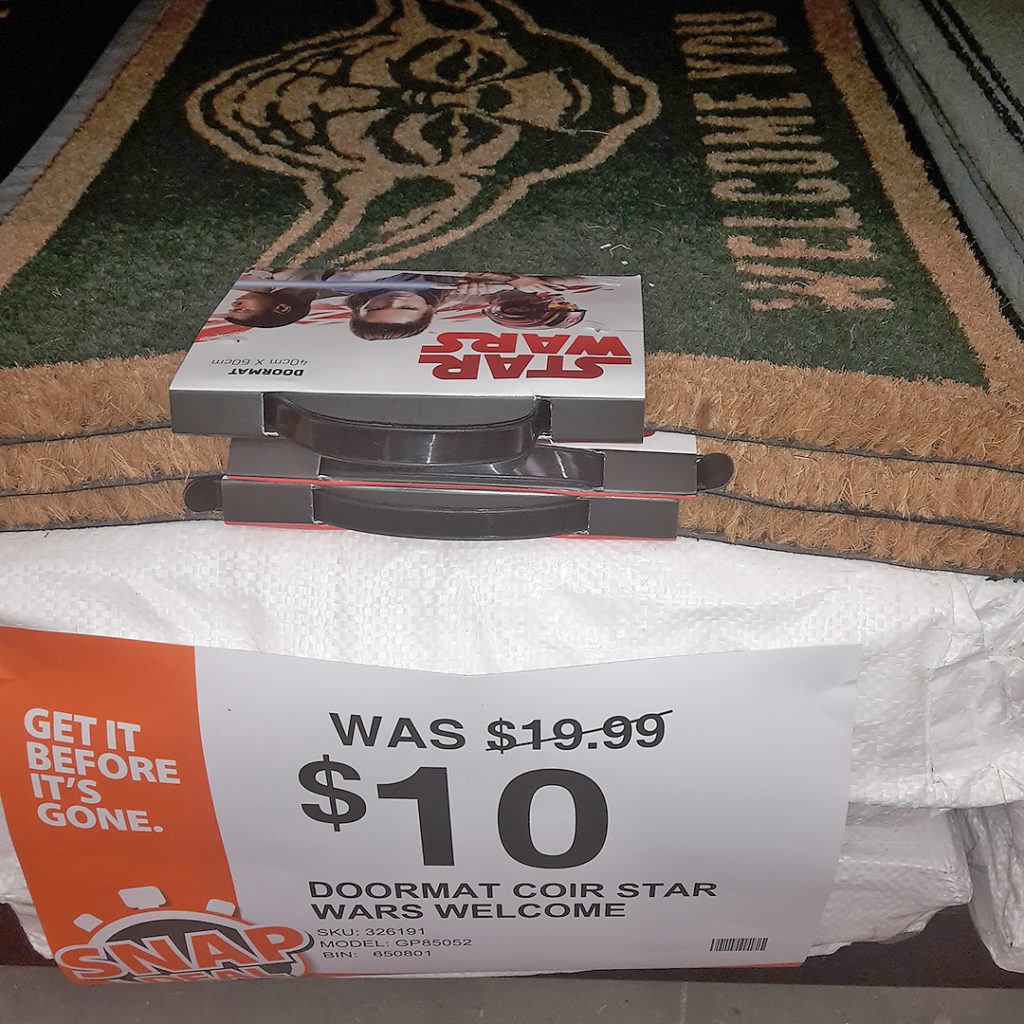 WELCOME YOU
STAR
WARS
DOORMAT
40cm X 60cm
GET IT
BEFORE
IT'S
GONE.
WAS $19.99
$10
DOORMAT COIR STAR
WARS WELCOME
SKU: 326191
MODEL: GP85052
BIN: 650801
SNAP
DEAL